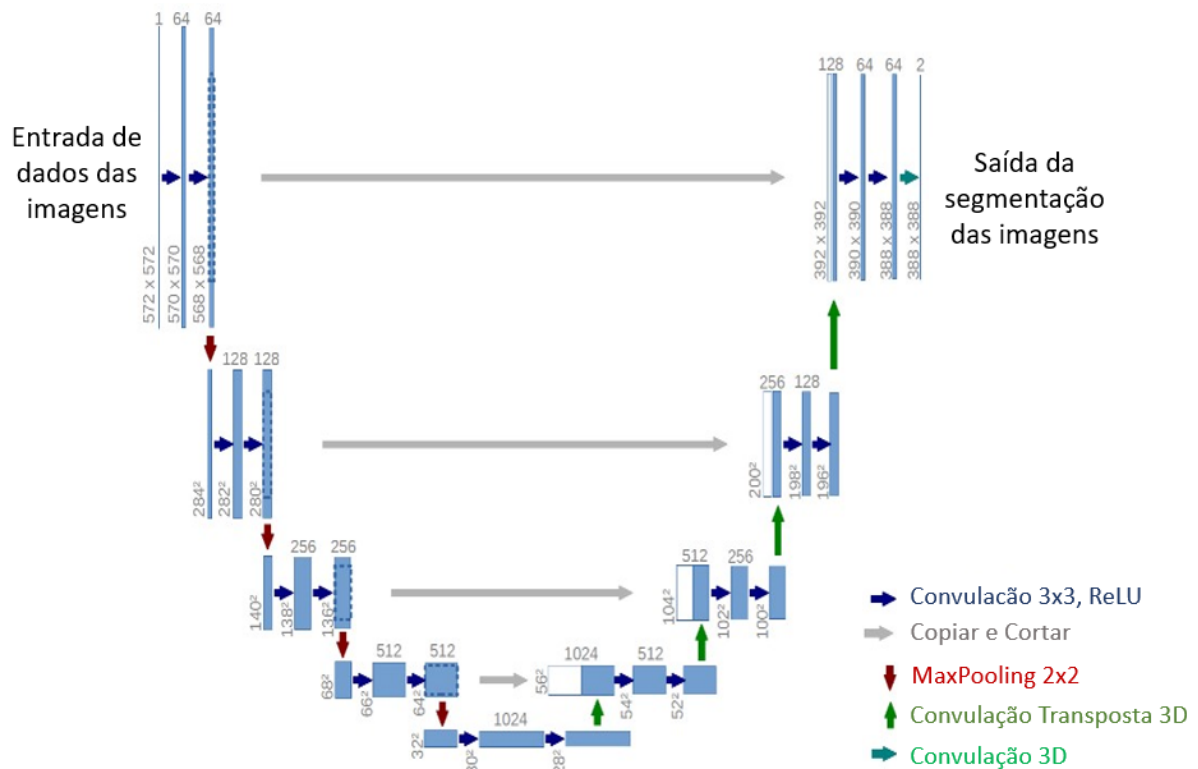 1 64 64
128 64 64 2
Entrada de
dados das
imagens
Saída da
segmentação
das imagens
572 x 572
570 x 570
568 x 568
392 x 392
390 x 390
388 x 388
388 x 388
128 128
256 128
284²
282²
280²
200²
198²
196²
256 256
512 256
140²
138²
136²
104²
102²
100²
512 512
1024 512
68²
66²
64²
56²
54²
52²
1024
32²
30²
28²
Convulacão 3x3, ReLU
Copiar e Cortar
MaxPooling 2x2
Convulação Transposta 3D
Convulação 3D